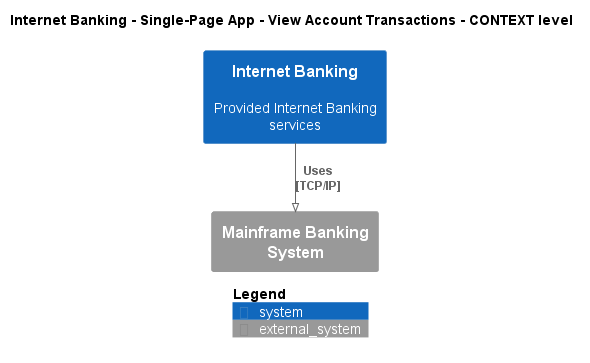 Internet Banking - Single-Page App - View Account Transactions - CONTEXT level
Internet Banking
Provided Internet Banking
services
Uses
[TCP/IP]
Mainframe Banking
System
Legend
system
external_system